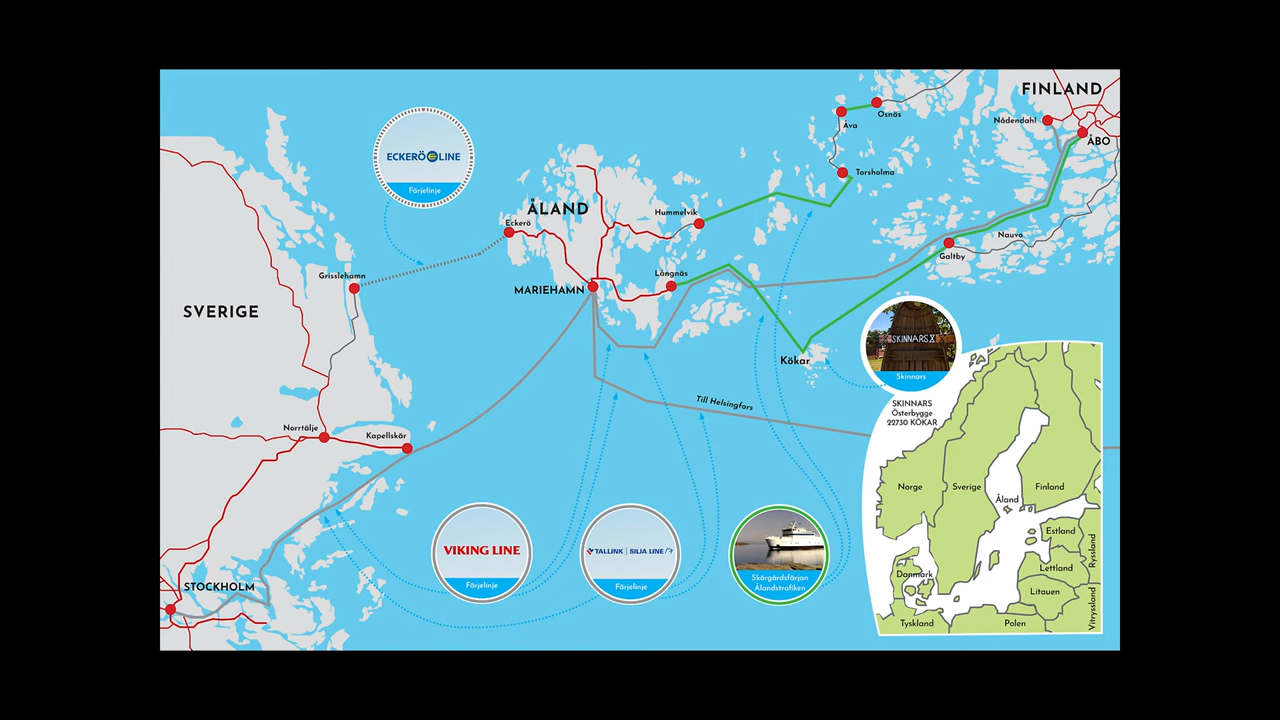 FINLAND
Osnäs
Nådendahl
Åva
ÅBO
ECKERÖ LINE
Färjelinje
Torsholma
ÅLAND
Hummelvik
Eckerö
Nauvo
Galtby
Grisslehamn
Långnäs
MARIEHAMN
SVERIGE
SKINNARS
Skinnars
Kökar
Till Helsingfors
SKINNARS
Österbygge
22730 KÖKAR
Norrtälje
Kapellskär
Norge
Sverige
Finland
Åland
Estland
Ryssland
VIKING LINE
Färjelinje
TALLINK | SILJA LINE
Färjelinje
Skärgårdsfärjan
Ålandstrafiken
Lettland
Danmark
STOCKHOLM
Litauen
Vitryssland
Tyskland
Polen